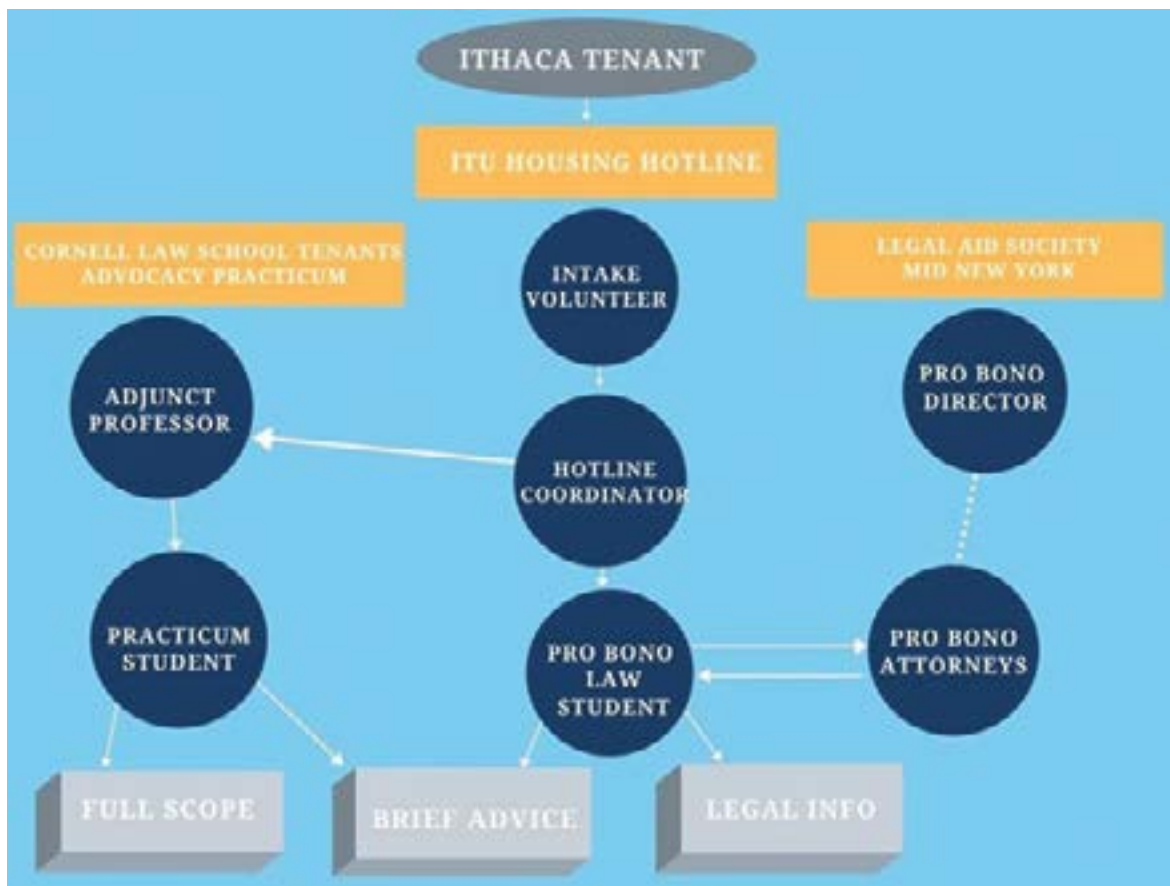 ITHACA TENANT
ITU HOUSING HOTLINE
CORNELL LAW SCHOOL TENANTS
ADVOCACY PRACTICUM
INTAKE
VOLUNTEER
LEGAL AID SOCIETY
MID NEW YORK
ADJUNCT
PROFESSOR
PRO BONO
DIRECTOR
HOTLINE
COORDINATOR
PRACTICUM
STUDENT
PRO BONO
LAW
STUDENT
PRO BONO
ATTORNEYS
FULL SCOPE
BRIEF ADVICE
LEGAL INFO